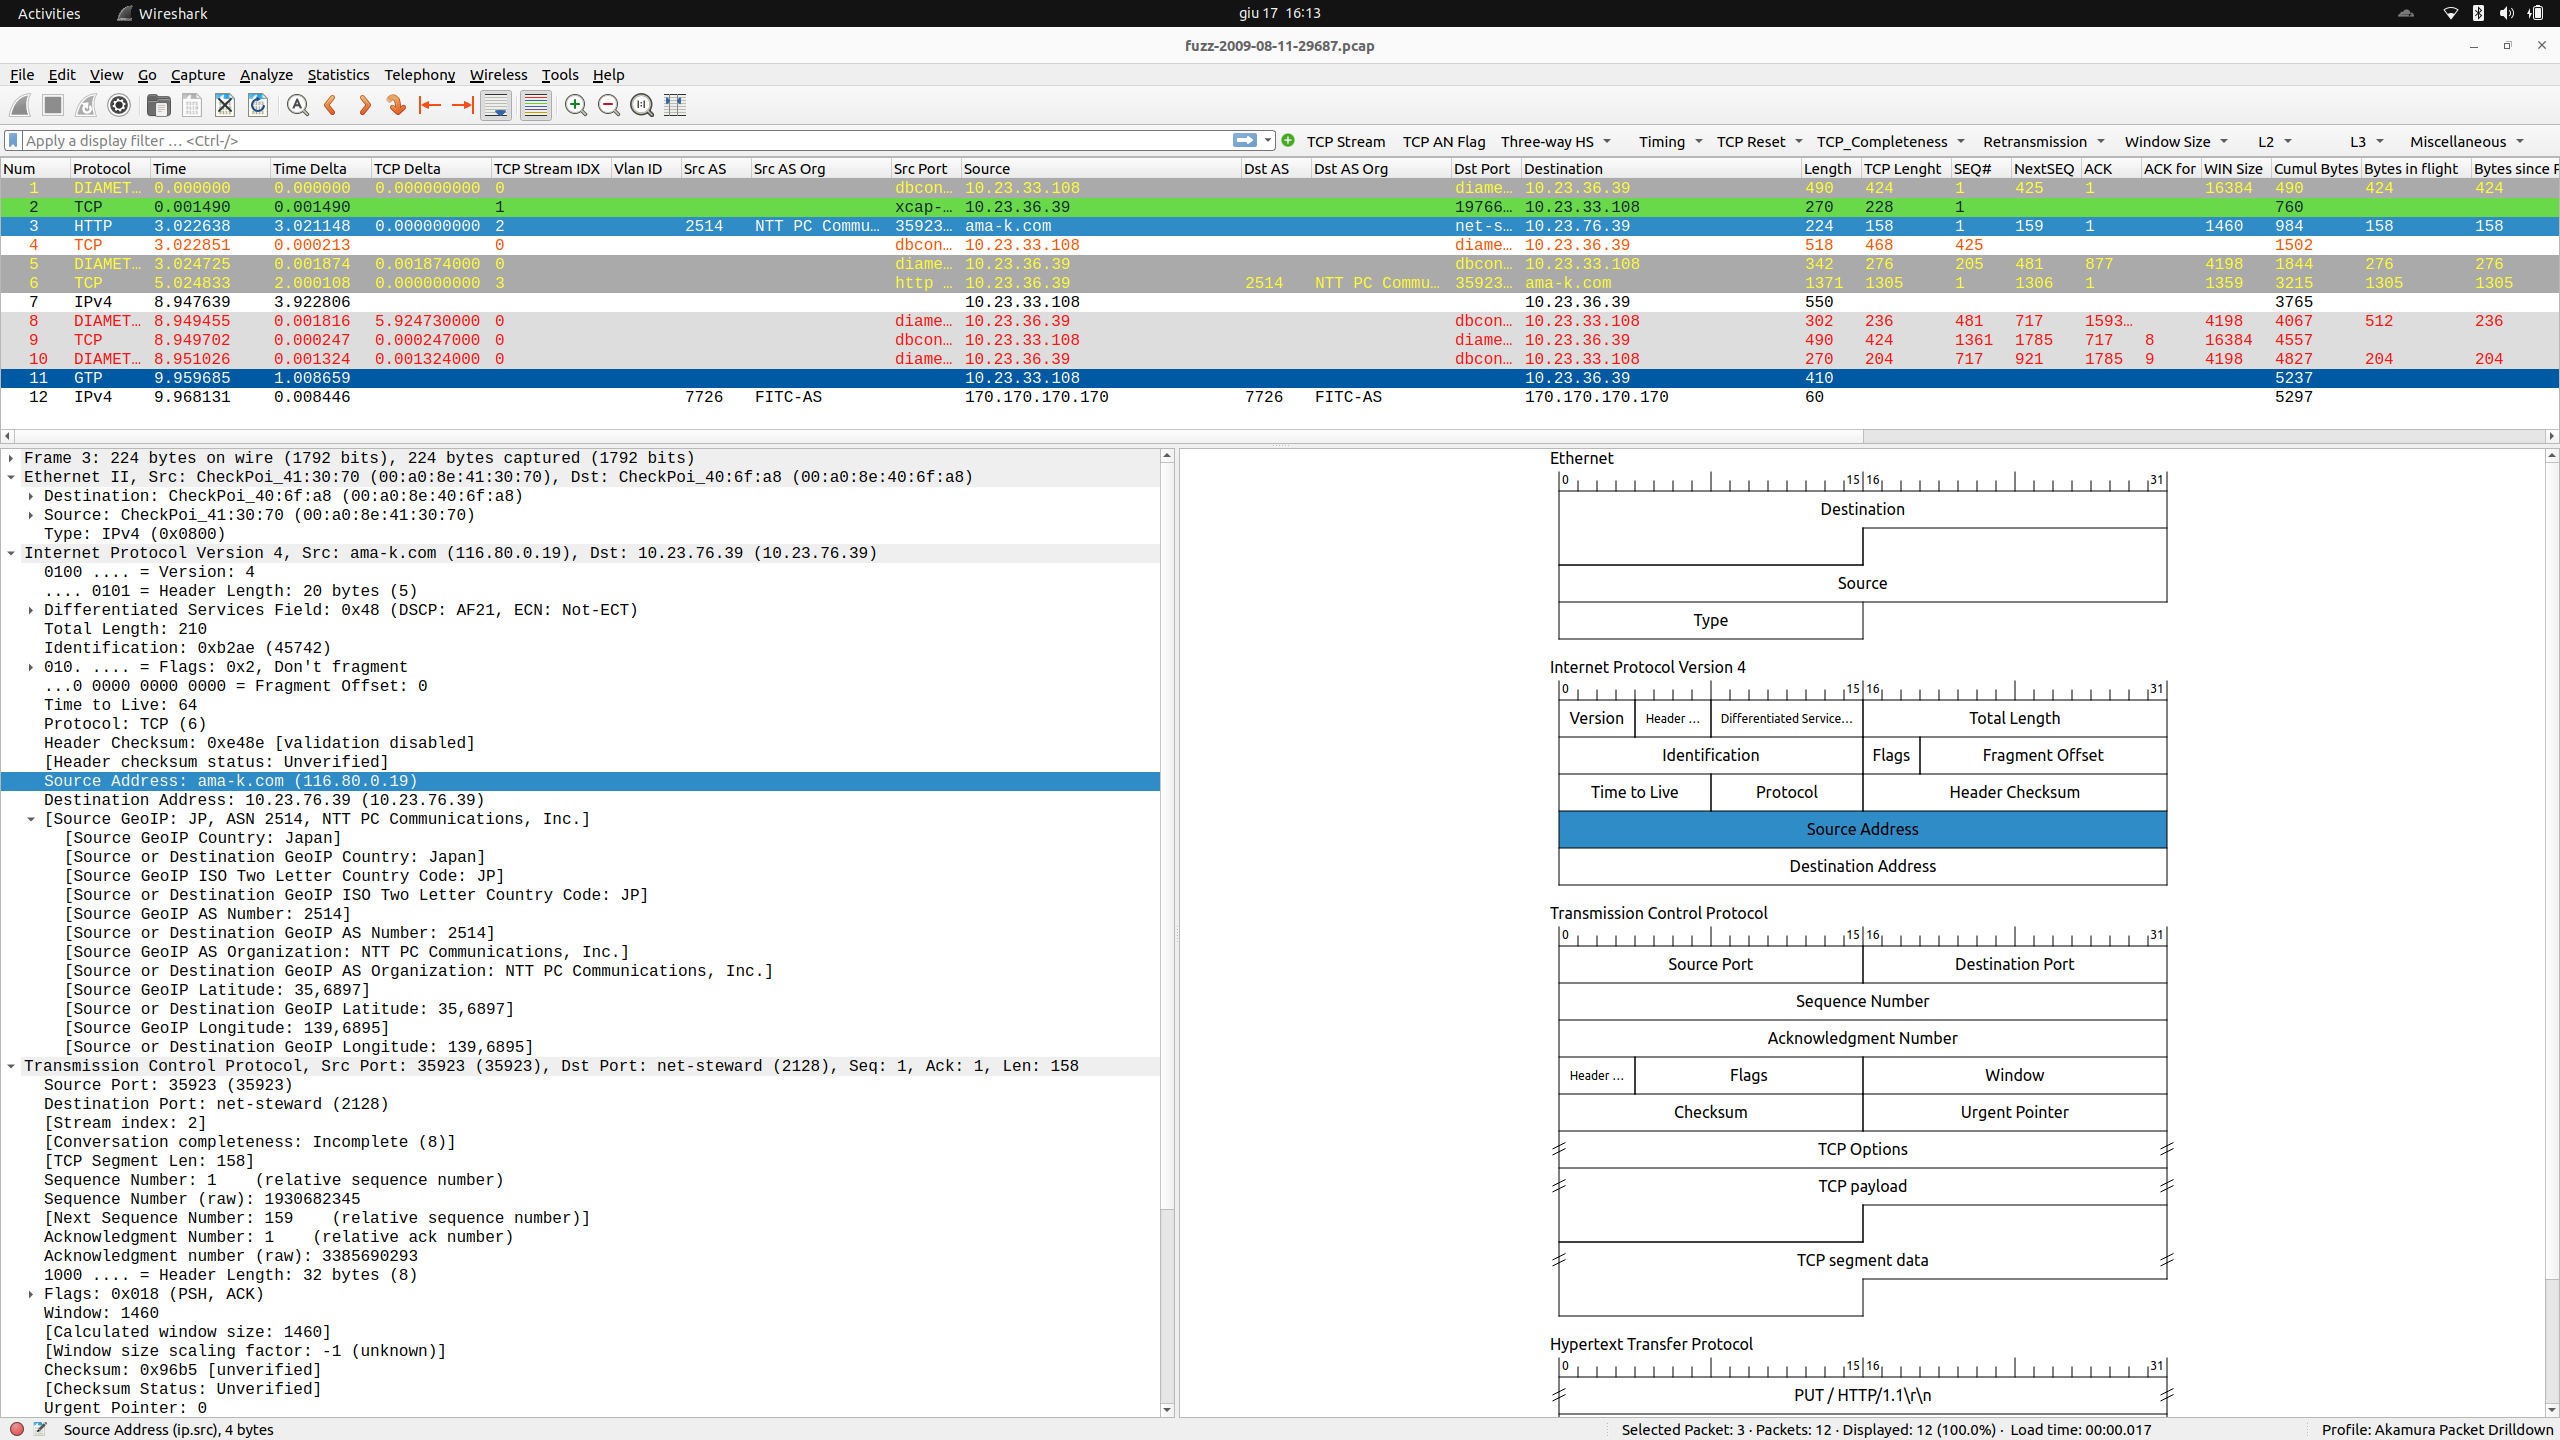 Activities Wireshark giu 17 16:13
fuzz-2009-08-11-29687.pcap
File Edit View Go Capture Analyze Statistics Telephony Wireless Tools Help
Apply a display filter … <Ctrl-/> TCP Stream TCP AN Flag Three-way HS Timing TCP Reset TCP_Completeness Retransmission Window Size L2 L3 Miscellaneous
Num Protocol Time Time Delta TCP Delta TCP Stream IDX Vlan ID Src AS Src AS Org Src Port Source Dst AS Dst AS Org Dst Port Destination Length TCP Lenght SEQ# NextSEQ ACK ACK for WIN Size Cumul Bytes Bytes in flight Bytes since P
1 DIAMET… 0.000000 0.000000 0.000000000 0 dbcon… 10.23.33.108 diame… 10.23.36.39 490 424 1 425 1 16384 490 424 424
2 TCP 0.001490 0.001490 1 xcap-… 10.23.36.39 19766… 10.23.33.108 270 228 1 760
3 HTTP 3.022638 3.021148 0.000000000 2 2514 NTT PC Commu… 35923… ama-k.com net-s… 10.23.76.39 224 158 1 159 1 1460 984 158 158
4 TCP 3.022851 0.000213 0 dbcon… 10.23.33.108 diame… 10.23.36.39 518 468 425 1502
5 DIAMET… 3.024725 0.001874 0.001874000 0 diame… 10.23.36.39 dbcon… 10.23.33.108 342 276 205 481 877 4198 1844 276 276
6 TCP 5.024833 2.000108 0.000000000 3 http … 10.23.36.39 2514 NTT PC Commu… 35923… ama-k.com 1371 1305 1 1306 1 1359 3215 1305 1305
7 IPv4 8.947639 3.922806 10.23.33.108 10.23.36.39 550 3765
8 DIAMET… 8.949455 0.001816 5.924730000 0 diame… 10.23.36.39 dbcon… 10.23.33.108 302 236 481 717 1593… 4198 4067 512 236
9 TCP 8.949702 0.000247 0.000247000 0 dbcon… 10.23.33.108 diame… 10.23.36.39 490 424 1361 1785 717 8 16384 4557
10 DIAMET… 8.951026 0.001324 0.001324000 0 diame… 10.23.36.39 dbcon… 10.23.33.108 270 204 717 921 1785 9 4198 4827 204 204
11 GTP 9.959685 1.008659 10.23.33.108 10.23.36.39 410 5237
12 IPv4 9.968131 0.008446 7726 FITC-AS 170.170.170.170 7726 FITC-AS 170.170.170.170 60 5297
Frame 3: 224 bytes on wire (1792 bits), 224 bytes captured (1792 bits)
Ethernet II, Src: CheckPoi_41:30:70 (00:a0:8e:41:30:70), Dst: CheckPoi_40:6f:a8 (00:a0:8e:40:6f:a8)
Destination: CheckPoi_40:6f:a8 (00:a0:8e:40:6f:a8)
Source: CheckPoi_41:30:70 (00:a0:8e:41:30:70)
Type: IPv4 (0x0800)
Internet Protocol Version 4, Src: ama-k.com (116.80.0.19), Dst: 10.23.76.39 (10.23.76.39)
0100 .... = Version: 4
.... 0101 = Header Length: 20 bytes (5)
Differentiated Services Field: 0x48 (DSCP: AF21, ECN: Not-ECT)
Total Length: 210
Identification: 0xb2ae (45742)
010. .... = Flags: 0x2, Don't fragment
...0 0000 0000 0000 = Fragment Offset: 0
Time to Live: 64
Protocol: TCP (6)
Header Checksum: 0xe48e [validation disabled]
[Header checksum status: Unverified]
Source Address: ama-k.com (116.80.0.19)
Destination Address: 10.23.76.39 (10.23.76.39)
[Source GeoIP: JP, ASN 2514, NTT PC Communications, Inc.]
[Source GeoIP Country: Japan]
[Source or Destination GeoIP Country: Japan]
[Source GeoIP ISO Two Letter Country Code: JP]
[Source or Destination GeoIP ISO Two Letter Country Code: JP]
[Source GeoIP AS Number: 2514]
[Source or Destination GeoIP AS Number: 2514]
[Source GeoIP AS Organization: NTT PC Communications, Inc.]
[Source or Destination GeoIP AS Organization: NTT PC Communications, Inc.]
[Source GeoIP Latitude: 35,6897]
[Source or Destination GeoIP Latitude: 35,6897]
[Source GeoIP Longitude: 139,6895]
[Source or Destination GeoIP Longitude: 139,6895]
Transmission Control Protocol, Src Port: 35923 (35923), Dst Port: net-steward (2128), Seq: 1, Ack: 1, Len: 158
Source Port: 35923 (35923)
Destination Port: net-steward (2128)
[Stream index: 2]
[Conversation completeness: Incomplete (8)]
[TCP Segment Len: 158]
Sequence Number: 1 (relative sequence number)
Sequence Number (raw): 1930682345
[Next Sequence Number: 159 (relative sequence number)]
Acknowledgment Number: 1 (relative ack number)
Acknowledgment number (raw): 3385690293
1000 .... = Header Length: 32 bytes (8)
Flags: 0x018 (PSH, ACK)
Window: 1460
[Calculated window size: 1460]
[Window size scaling factor: -1 (unknown)]
Checksum: 0x96b5 [unverified]
[Checksum Status: Unverified]
Urgent Pointer: 0
Ethernet
0 15 16 31
Destination
Source
Type
Internet Protocol Version 4
0 15 16 31
Version Header … Differentiated Service… Total Length
Identification Flags Fragment Offset
Time to Live Protocol Header Checksum
Source Address
Destination Address
Transmission Control Protocol
0 15 16 31
Source Port Destination Port
Sequence Number
Acknowledgment Number
Header … Flags Window
Checksum Urgent Pointer
TCP Options
TCP payload
TCP segment data
Hypertext Transfer Protocol
0 15 16 31
PUT / HTTP/1.1\r\n
Source Address (ip.src), 4 bytes Selected Packet: 3 · Packets: 12 · Displayed: 12 (100.0%) · Load time: 00:00.017 Profile: Akamura Packet Drilldown